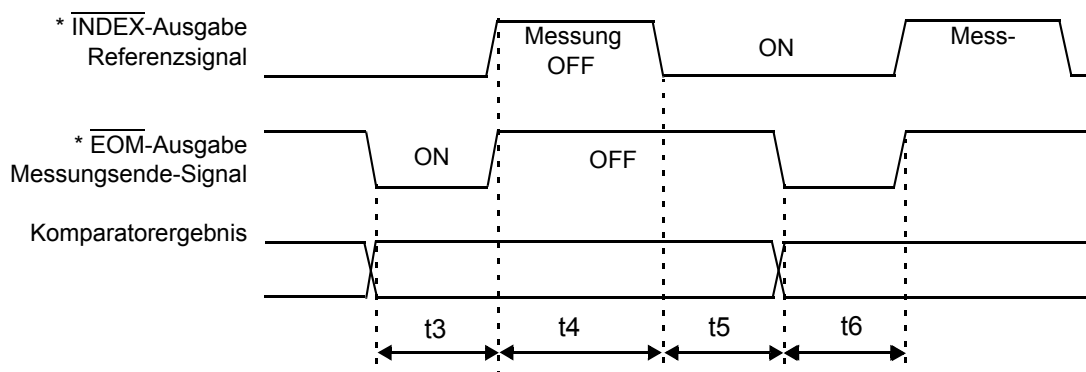 * INDEX-Ausgabe
Referenzsignal
Messung
OFF
ON
Mess-
* EOM-Ausgabe
Messungsende-Signal
ON
OFF
Komparatorergebnis
t3
t4
t5
t6